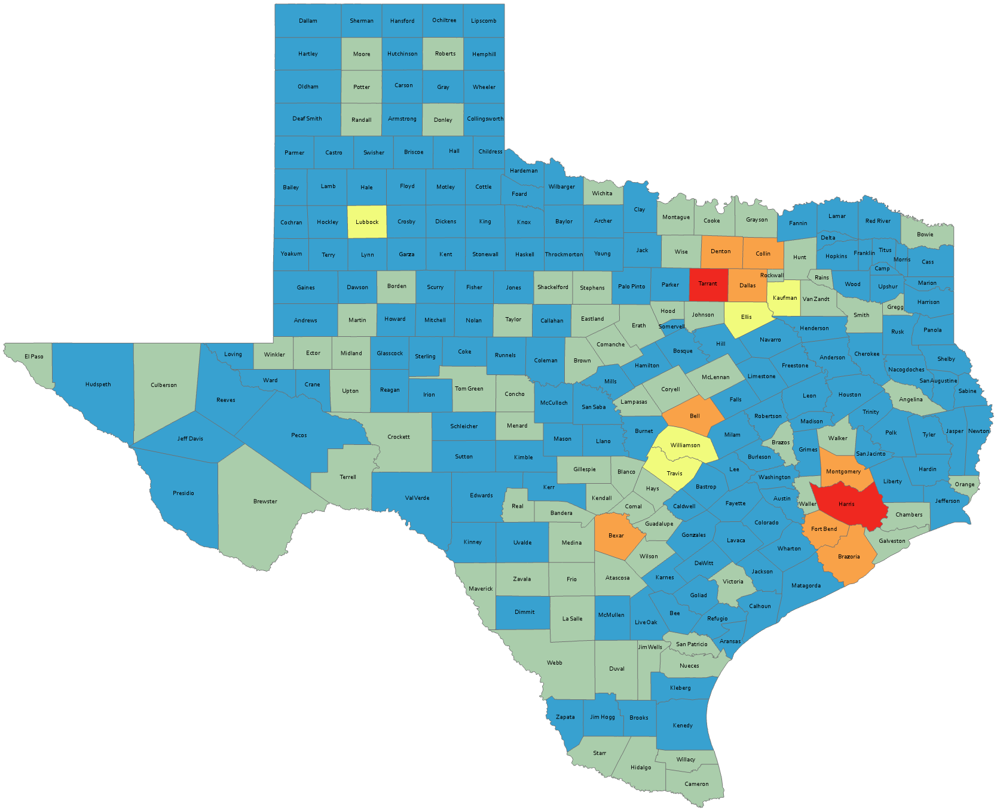 Dallam
Sherman
Hansford
Ochiltree
Lipscomb
Hartley
Moore
Hutchinson
Roberts
Hemphill
Oldham
Potter
Carson
Gray
Wheeler
Deaf Smith
Randall
Armstrong
Donley
Collingsworth
Parmer
Castro
Swisher
Briscoe
Hall
Childress
Hardeman
Bailey
Lamb
Hale
Floyd
Motley
Cottle
Foard
Wilbarger
Wichita
Clay
Montague
Cooke
Grayson
Fannin
Lamar
Red River
Bowie
Cochran
Hockley
Lubbock
Crosby
Dickens
King
Knox
Baylor
Archer
Delta
Yoakum
Terry
Lynn
Garza
Kent
Stonewall
Haskell
Throckmorton
Young
Jack
Wise
Denton
Collin
Hunt
Hopkins
Franklin
Titus
Morris
Cass
Camp
Rockwall
Rains
Gaines
Dawson
Borden
Scurry
Fisher
Jones
Shackelford
Stephens
Palo Pinto
Parker
Tarrant
Dallas
Kaufman
Van Zandt
Wood
Upshur
Marion
Harrison
Gregg
Smith
Andrews
Martin
Howard
Mitchell
Nolan
Taylor
Callahan
Eastland
Erath
Hood
Somervell
Johnson
Ellis
Henderson
Rusk
Panola
El Paso
Hudspeth
Culberson
Loving
Winkler
Ector
Midland
Glasscock
Sterling
Coke
Runnels
Coleman
Brown
Comanche
Hamilton
Bosque
Hill
Navarro
Freestone
Anderson
Cherokee
Nacogdoches
Shelby
Reeves
Ward
Crane
Upton
Reagan
Irion
Tom Green
Concho
McCulloch
San Saba
Mills
Lampasas
Coryell
McLennan
Limestone
Falls
Leon
Houston
Angelina
San Augustine
Sabine
Jeff Davis
Pecos
Crockett
Schleicher
Menard
Mason
Llano
Burnet
Bell
Milam
Robertson
Madison
Trinity
Polk
Tyler
Jasper
Newton
Presidio
Brewster
Terrell
Sutton
Kimble
Gillespie
Blanco
Williamson
Travis
Lee
Burleson
Brazos
Grimes
Walker
San Jacinto
Hardin
Orange
Val Verde
Edwards
Kerr
Real
Bandera
Kendall
Comal
Hays
Caldwell
Bastrop
Fayette
Washington
Austin
Waller
Montgomery
Harris
Liberty
Chambers
Jefferson
Kinney
Uvalde
Medina
Bexar
Guadalupe
Wilson
Gonzales
Lavaca
Colorado
Wharton
Fort Bend
Brazoria
Galveston
Maverick
Zavala
Frio
Atascosa
Karnes
DeWitt
Victoria
Jackson
Matagorda
Dimmit
La Salle
McMullen
Live Oak
Bee
Goliad
Refugio
Calhoun
Aransas
Webb
Duval
Jim Wells
San Patricio
Nueces
Kleberg
Zapata
Jim Hogg
Brooks
Kenedy
Starr
Hidalgo
Willacy
Cameron